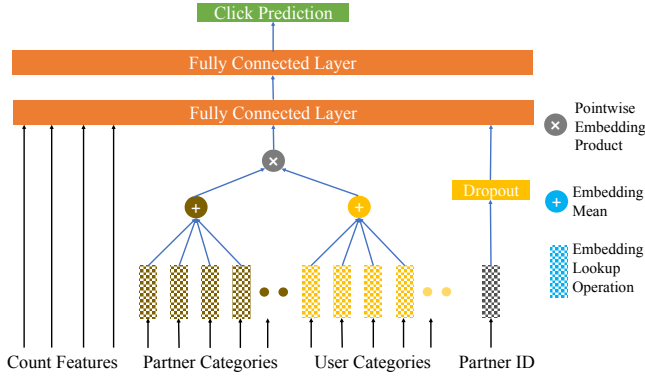 Click Prediction
Fully Connected Layer
Fully Connected Layer
×
Pointwise
Embedding
Product
×
Dropout
+
+
+
Embedding
Mean
Embedding
Lookup
Operation
Count Features
Partner Categories
User Categories
Partner ID